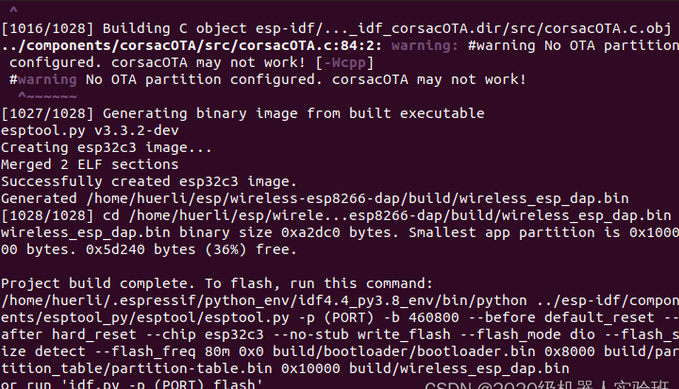 ^
[1016/1028] Building C object esp-idf/..._idf_corsacOTA.dir/src/corsacOTA.c.obj
../components/corsacOTA/src/corsacOTA.c:84:2: warning: #warning No OTA partition
 configured. corsacOTA may not work! [-Wcpp]
 #warning No OTA partition configured. corsacOTA may not work!
  ^~~~~~~
[1027/1028] Generating binary image from built executable
esptool.py v3.3.2-dev
Creating esp32c3 image...
Merged 2 ELF sections
Successfully created esp32c3 image.
Generated /home/huerli/esp/wireless-esp8266-dap/build/wireless_esp_dap.bin
[1028/1028] cd /home/huerli/esp/wirele...esp8266-dap/build/wireless_esp_dap.bin
wireless_esp_dap.bin binary size 0xa2dc0 bytes. Smallest app partition is 0x1000
00 bytes. 0x5d240 bytes (36%) free.
Project build complete. To flash, run this command:
/home/huerli/.espressif/python_env/idf4.4_py3.8_env/bin/python ../esp-idf/compon
ents/esptool_py/esptool/esptool.py -p (PORT) -b 460800 --before default_reset --
after hard_reset --chip esp32c3 --no-stub write_flash --flash_mode dio --flash_s
ize detect --flash_freq 80m 0x0 build/bootloader/bootloader.bin 0x8000 build/par
tition_table/partition-table.bin 0x10000 build/wireless_esp_dap.bin
or run 'idf.py -p (PORT) flash'
CSDN @2020级机器人实验班